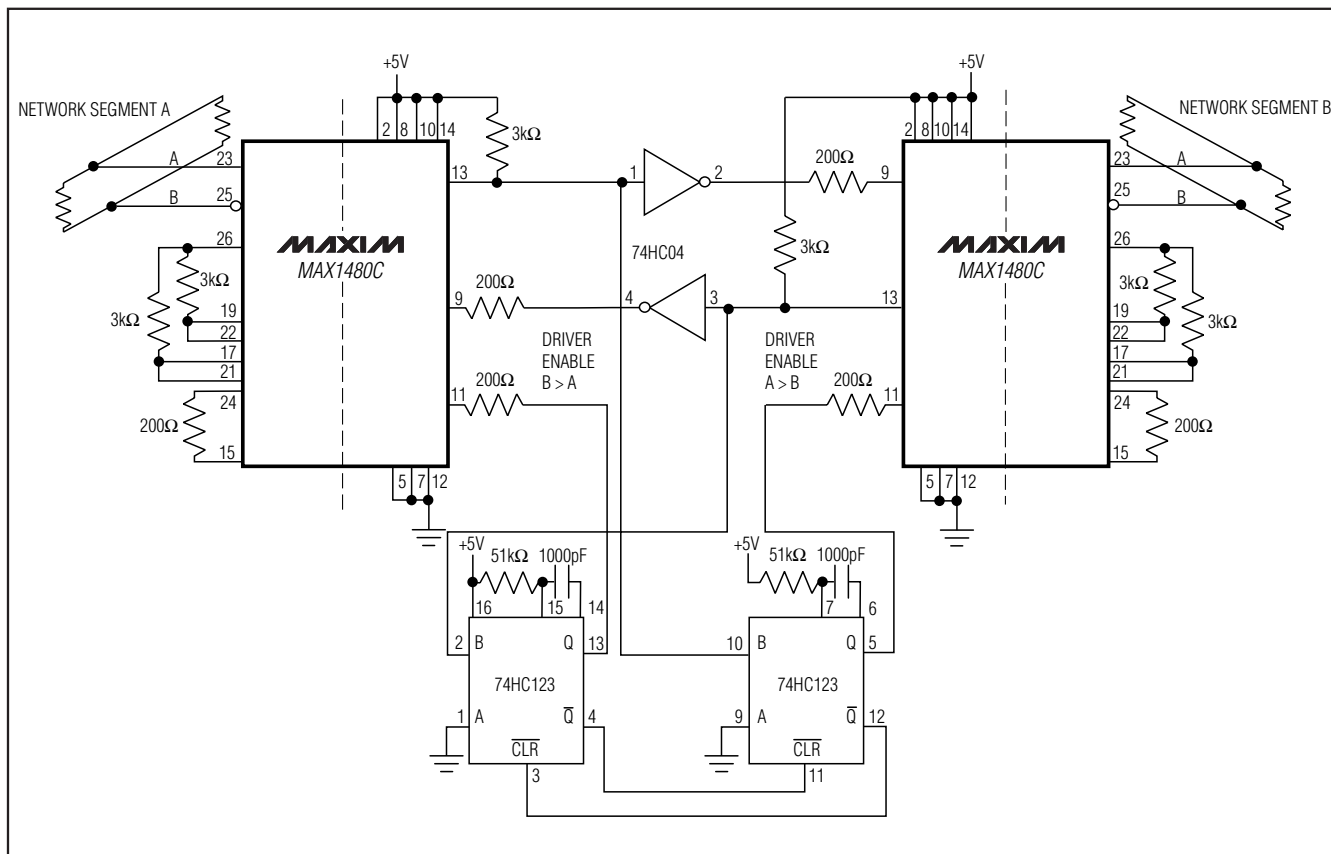 +5V
+5V
NETWORK SEGMENT A
NETWORK SEGMENT B
2 8 10 14
3kΩ
2 8 10 14
A 23
13
1 2
200Ω
9
23 A
B 25
25 B
26
MAXIM
MAX1480C
74HC04
3kΩ
MAXIM
MAX1480C
26
3kΩ
3kΩ
19
22
17
21
9
200Ω
4 3
13
3kΩ
3kΩ
19
22
17
21
DRIVER
ENABLE
B > A
DRIVER
ENABLE
A > B
24
200Ω
15
11
200Ω
200Ω
11
24
200Ω
15
5 7 12
5 7 12
+5V
51kΩ
1000pF
+5V
51kΩ
1000pF
16 15 14
7 6
2 B Q 13
10 B Q 5
74HC123
74HC123
1 A Q̅ 4
9 A Q̅ 12
C̅L̅R̅
C̅L̅R̅
3
11